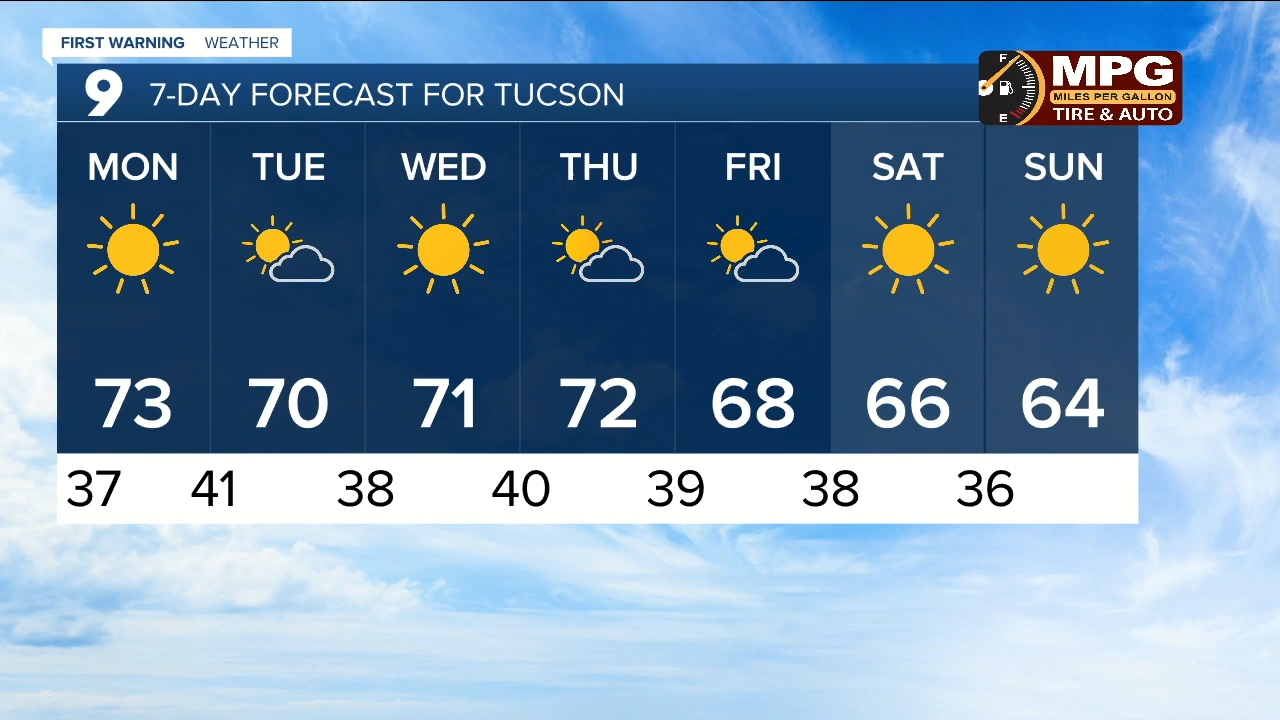 FIRST WARNING WEATHER
9 7-DAY FORECAST FOR TUCSON
F
E
MPG
MILES PER GALLON
TIRE & AUTO
MON TUE WED THU FRI SAT SUN
73 70 71 72 68 66 64
37 41 38 40 39 38 36